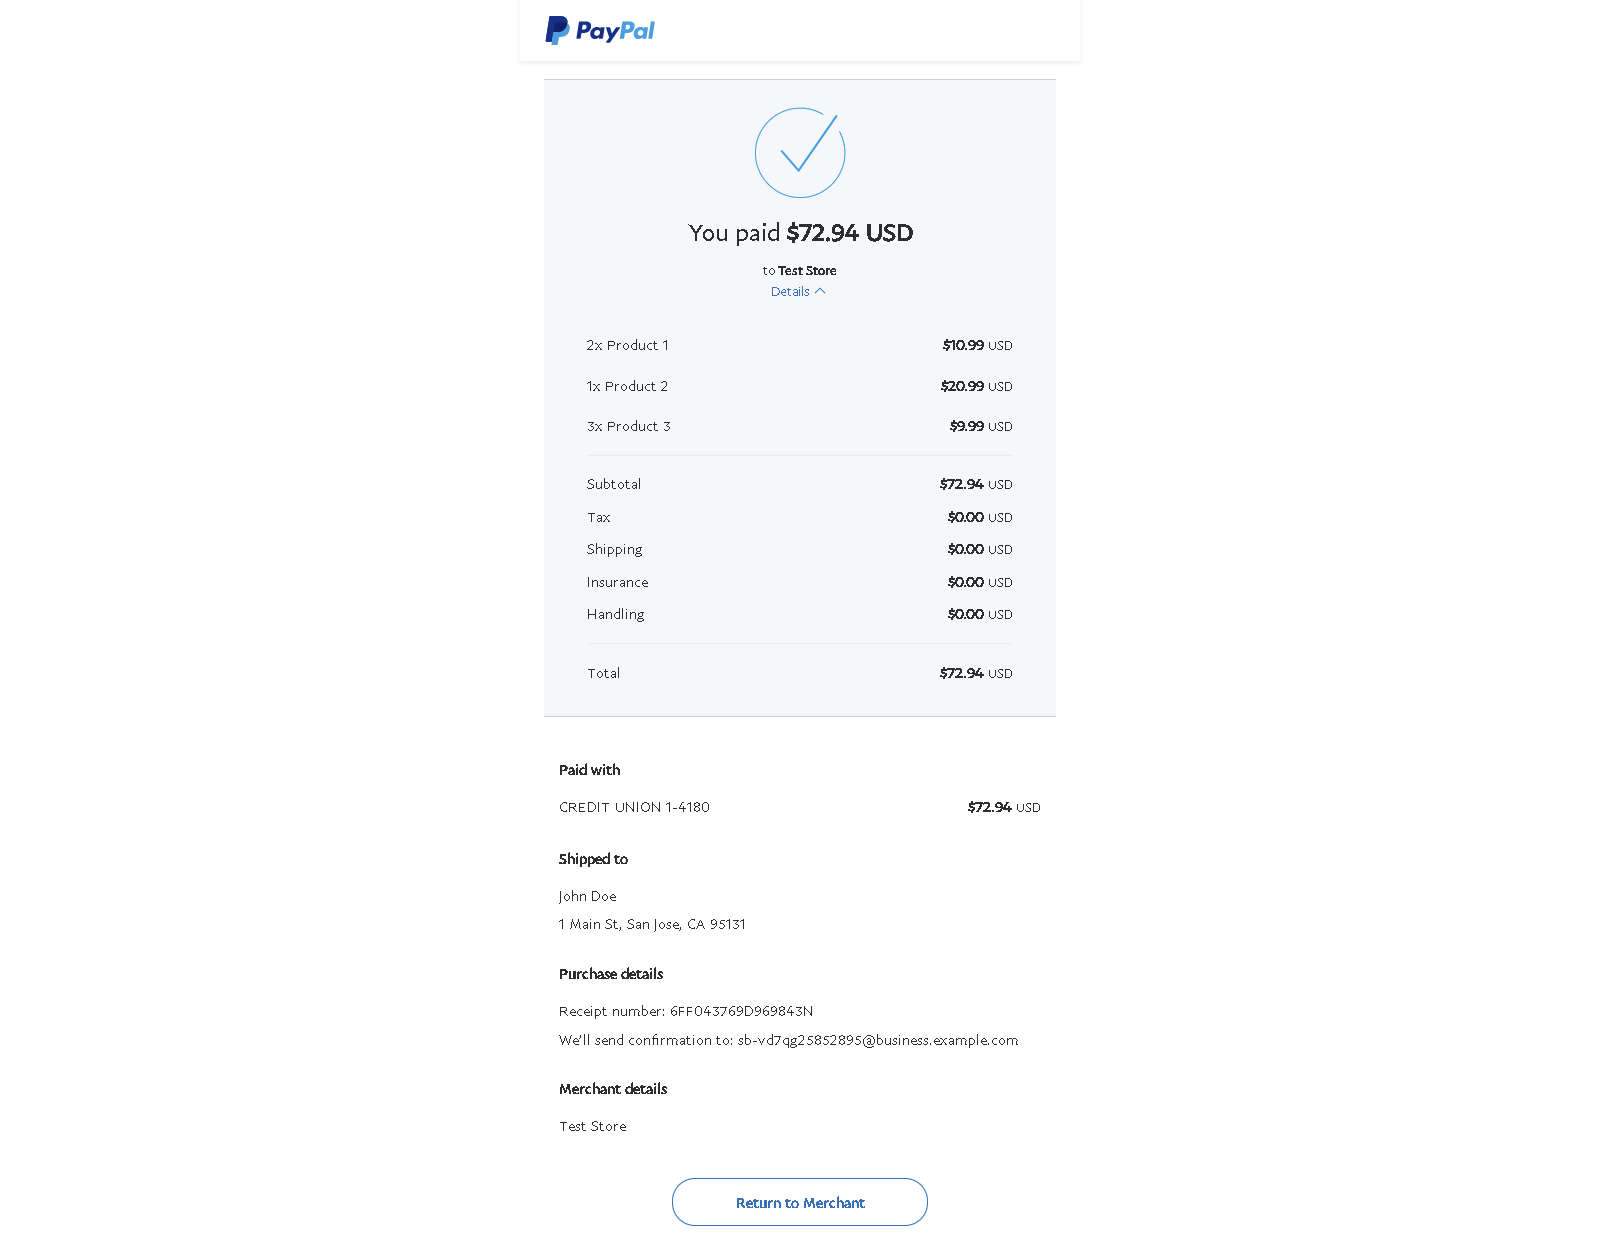 PayPal
You paid $72.94 USD
to Test Store
Details
2x Product 1 $10.99 USD
1x Product 2 $20.99 USD
3x Product 3 $9.99 USD
Subtotal $72.94 USD
Tax $0.00 USD
Shipping $0.00 USD
Insurance $0.00 USD
Handling $0.00 USD
Total $72.94 USD
Paid with
CREDIT UNION 1-4180 $72.94 USD
Shipped to
John Doe
1 Main St, San Jose, CA 95131
Purchase details
Receipt number: 6FF043769D969843N
We'll send confirmation to: sb-vd7qg25852895@business.example.com
Merchant details
Test Store
Return to Merchant